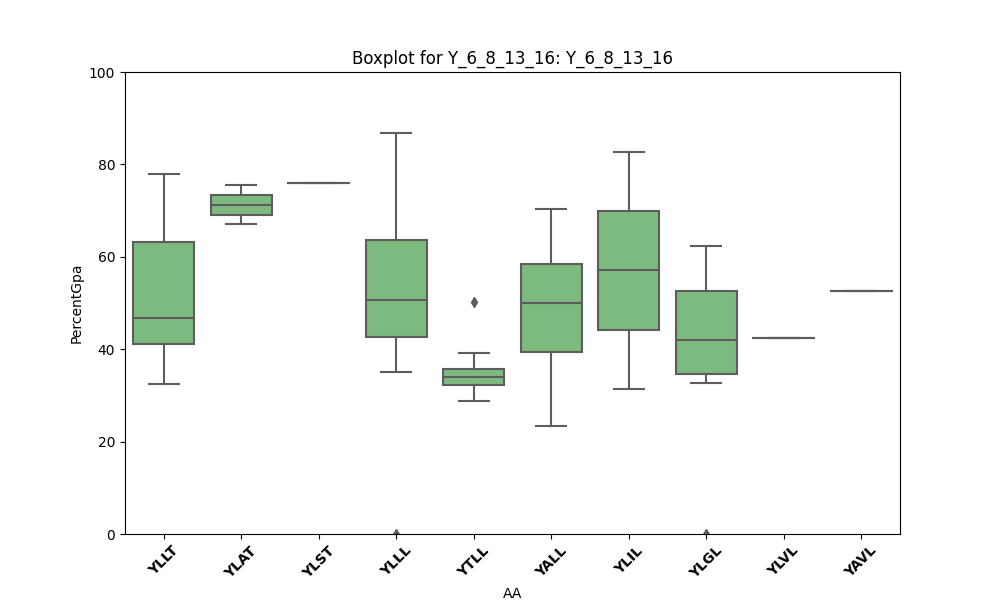 Boxplot for Y_6_8_13_16: Y_6_8_13_16
100
80
60
40
20
0
PercentGpa
YLLT YLAT YLST YLLL YTLL YALL YLIL YLGL YLVL YAVL
AA